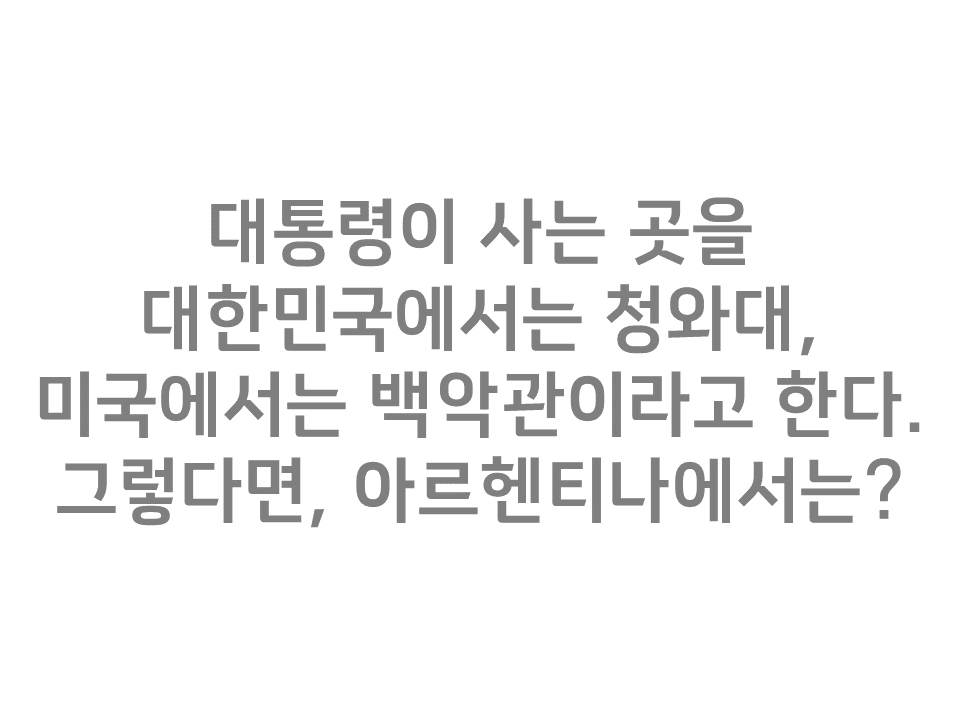 대통령이 사는 곳을
대한민국에서는 청와대,
미국에서는 백악관이라고 한다.
그렇다면, 아르헨티나에서는?